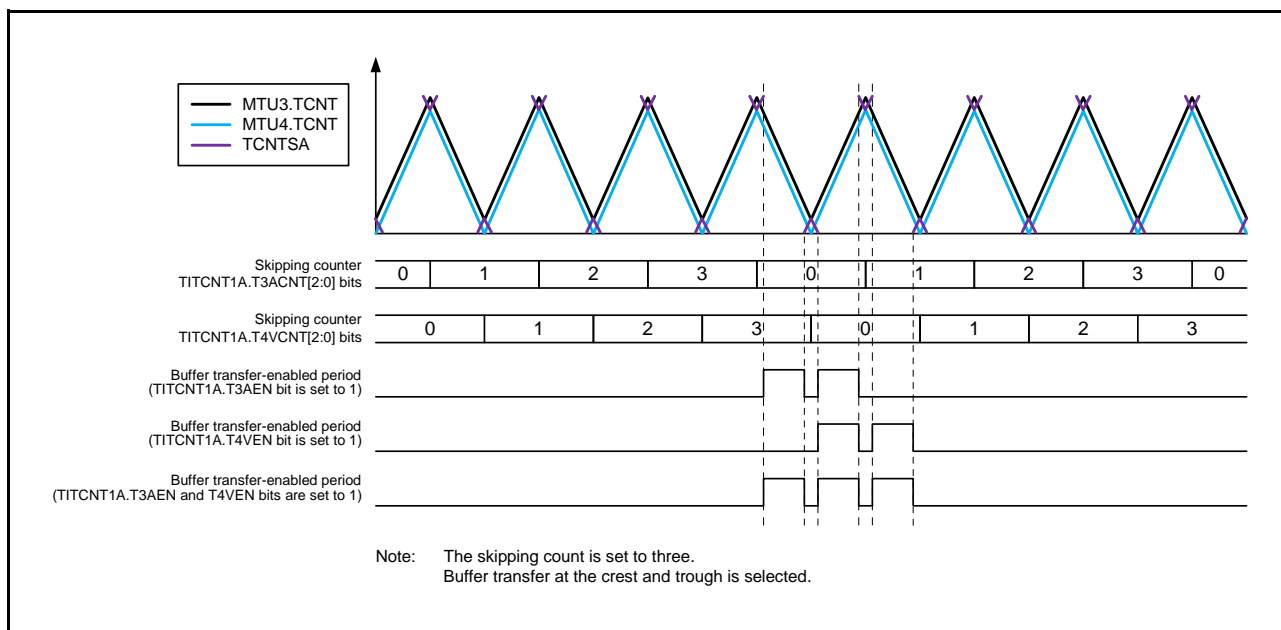 MTU3.TCNT
MTU4.TCNT
TCNTSA
Skipping counter
TITCNT1A.T3ACNT[2:0] bits
0 1 2 3 0 1 2 3 0
Skipping counter
TITCNT1A.T4VCNT[2:0] bits
0 1 2 3 0 1 2 3
Buffer transfer-enabled period
(TITCNT1A.T3AEN bit is set to 1)
Buffer transfer-enabled period
(TITCNT1A.T4VEN bit is set to 1)
Buffer transfer-enabled period
(TITCNT1A.T3AEN and T4VEN bits are set to 1)
Note: The skipping count is set to three.
Buffer transfer at the crest and trough is selected.